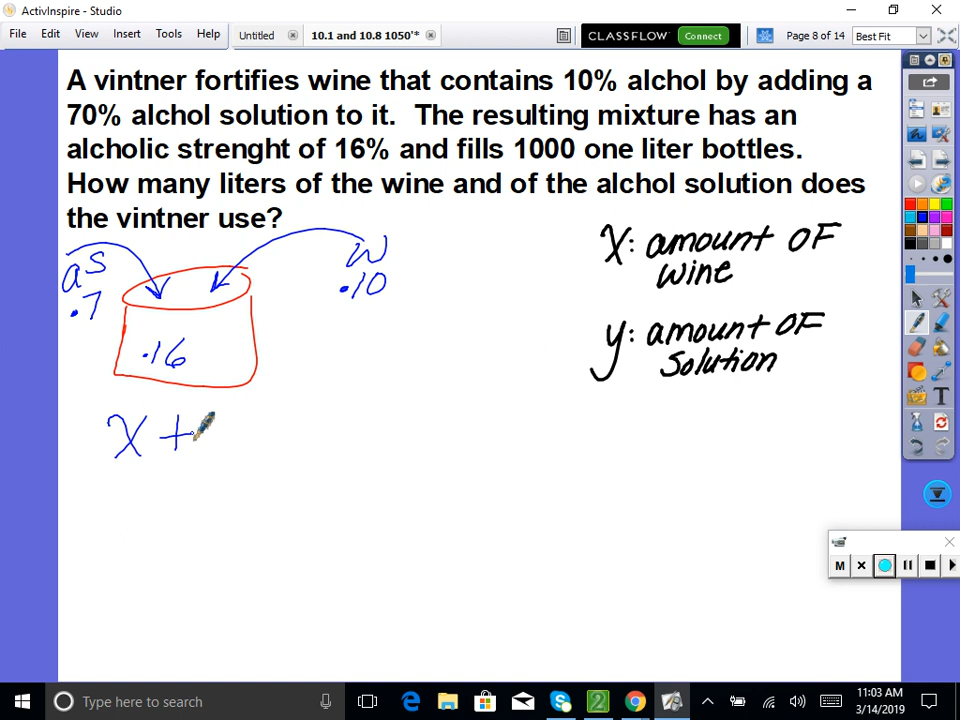 ActivInspire - Studio
File Edit View Insert Tools Help Untitled 10.1 and 10.8 1050'* CLASSFLOW Connect Page 8 of 14 Best Fit
A vintner fortifies wine that contains 10% alchol by adding a
70% alchol solution to it. The resulting mixture has an
alcholic strenght of 16% and fills 1000 one liter bottles.
How many liters of the wine and of the alchol solution does
the vintner use?
as
.7
W
.10
.16
x +
X: amount OF
wine
y: amount OF
Solution
M
Type here to search
11:03 AM
3/14/2019